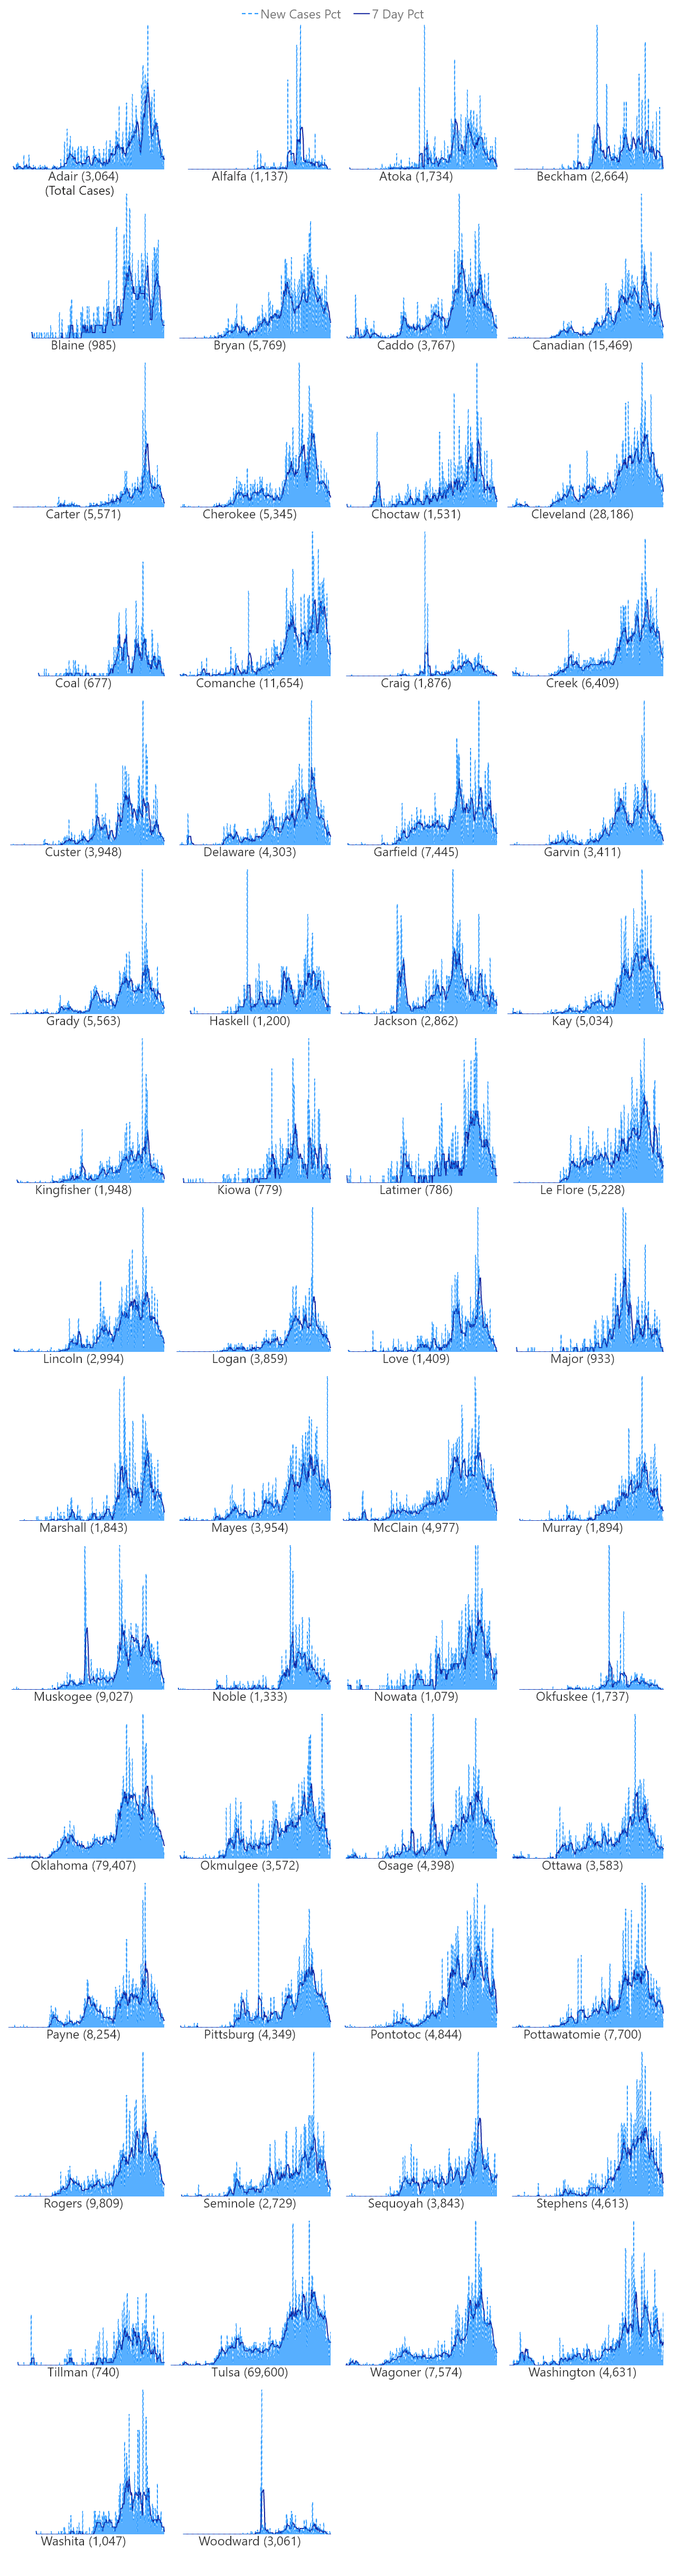 New Cases Pct 7 Day Pct
Adair (3,064) Alfalfa (1,137) Atoka (1,734) Beckham (2,664)
(Total Cases)
Blaine (985) Bryan (5,769) Caddo (3,767) Canadian (15,469)
Carter (5,571) Cherokee (5,345) Choctaw (1,531) Cleveland (28,186)
Coal (677) Comanche (11,654) Craig (1,876) Creek (6,409)
Custer (3,948) Delaware (4,303) Garfield (7,445) Garvin (3,411)
Grady (5,563) Haskell (1,200) Jackson (2,862) Kay (5,034)
Kingfisher (1,948) Kiowa (779) Latimer (786) Le Flore (5,228)
Lincoln (2,994) Logan (3,859) Love (1,409) Major (933)
Marshall (1,843) Mayes (3,954) McClain (4,977) Murray (1,894)
Muskogee (9,027) Noble (1,333) Nowata (1,079) Okfuskee (1,737)
Oklahoma (79,407) Okmulgee (3,572) Osage (4,398) Ottawa (3,583)
Payne (8,254) Pittsburg (4,349) Pontotoc (4,844) Pottawatomie (7,700)
Rogers (9,809) Seminole (2,729) Sequoyah (3,843) Stephens (4,613)
Tillman (740) Tulsa (69,600) Wagoner (7,574) Washington (4,631)
Washita (1,047) Woodward (3,061)